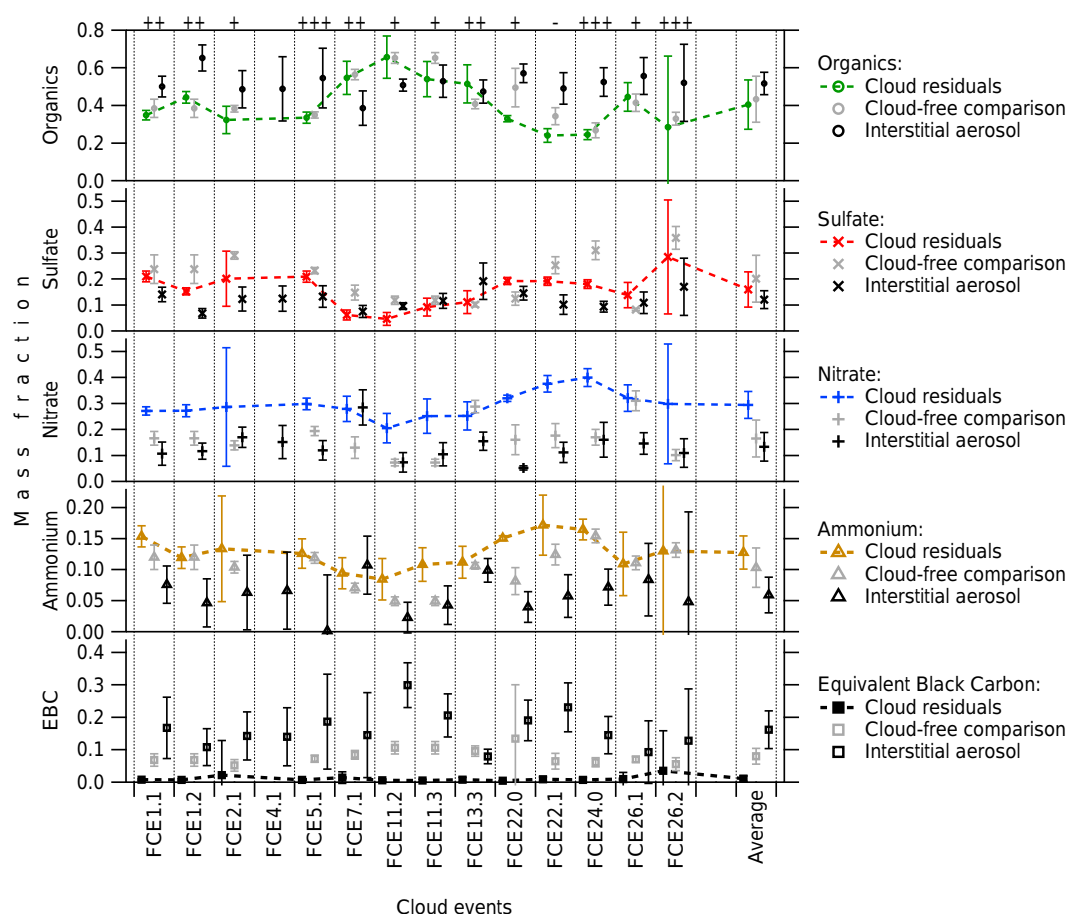 ++ ++ + +++ ++ + + ++ + - +++ + +++
0.8
0.6
0.4
0.2
0.0
Organics
Organics:
Cloud residuals
Cloud-free comparison
Interstitial aerosol
0.5
0.4
0.3
0.2
0.1
0.0
Sulfate
Sulfate:
Cloud residuals
Cloud-free comparison
Interstitial aerosol
Mass fraction
0.5
0.4
0.3
0.2
0.1
0.0
Nitrate
Nitrate:
Cloud residuals
Cloud-free comparison
Interstitial aerosol
0.20
0.15
0.10
0.05
0.00
Ammonium
Ammonium:
Cloud residuals
Cloud-free comparison
Interstitial aerosol
0.4
0.3
0.2
0.1
0.0
EBC
Equivalent Black Carbon:
Cloud residuals
Cloud-free comparison
Interstitial aerosol
FCE1.1
FCE1.2
FCE2.1
FCE4.1
FCE5.1
FCE7.1
FCE11.2
FCE11.3
FCE13.3
FCE22.0
FCE22.1
FCE24.0
FCE26.1
FCE26.2
Average
Cloud events